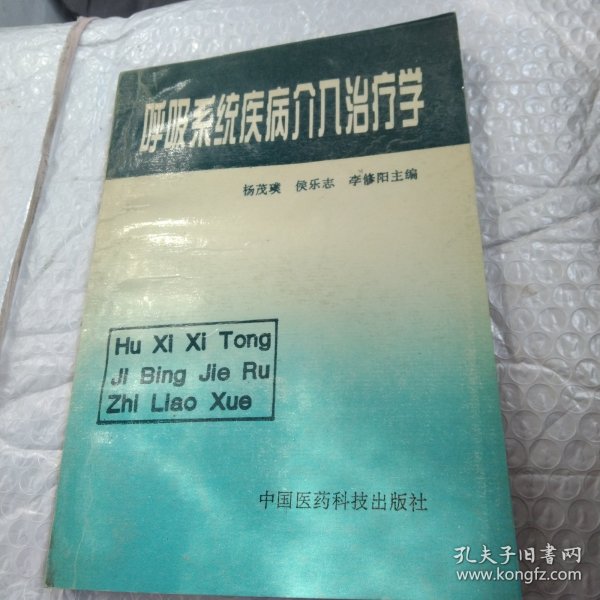 呼吸系统疾病介入治疗学
杨茂璞 侯乐志 李修阳主编
Hu Xi Xi Tong
Ji Bing Jie Ru
Zhi Liao Xue
中国医药科技出版社
孔夫子旧书网
www.kongfz.com